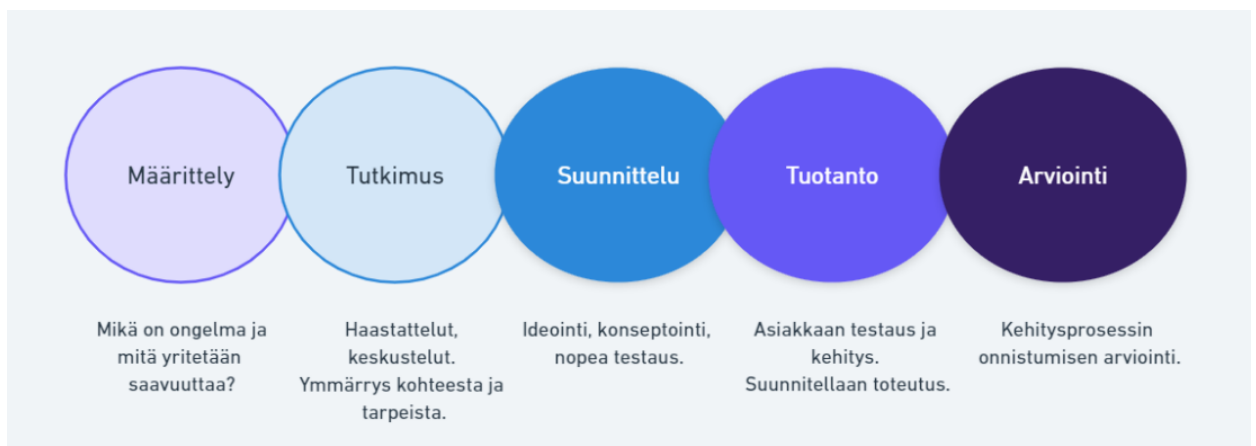 Määrittely
Tutkimus
Suunnittelu
Tuotanto
Arviointi
Mikä on ongelma ja
mitä yritetään
saavuuttaa?
Haastattelut,
keskustelut.
Ymmärrys kohteesta ja
tarpeista.
Ideointi, konseptointi,
nopea testaus.
Asiakkaan testaus ja
kehitys.
Suunnitellaan toteutus.
Kehitysprosessin
onnistumisen arviointi.